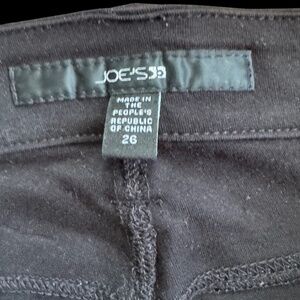 JOE'S
MADE IN
THE
PEOPLE'S
REPUBLIC
OF CHINA
26